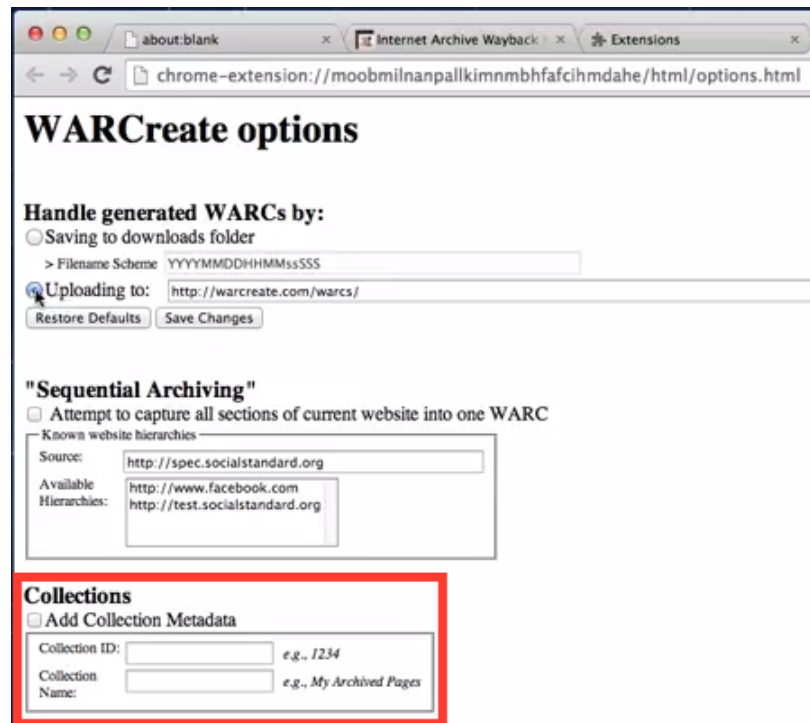 about:blank
Internet Archive Wayback
Extensions
chrome-extension://moobmilnanpallkimnmbhfafcihmdahe/html/options.html
WARCreate options
Handle generated WARCs by:
Saving to downloads folder
> Filename Scheme YYYYMMDDHHMMssSSS
Uploading to: http://warcreate.com/warcs/
Restore Defaults Save Changes
"Sequential Archiving"
Attempt to capture all sections of current website into one WARC
Known website hierarchies
Source: http://spec.socialstandard.org
Available Hierarchies:
http://www.facebook.com
http://test.socialstandard.org
Collections
Add Collection Metadata
Collection ID: e.g., 1234
Collection Name: e.g., My Archived Pages